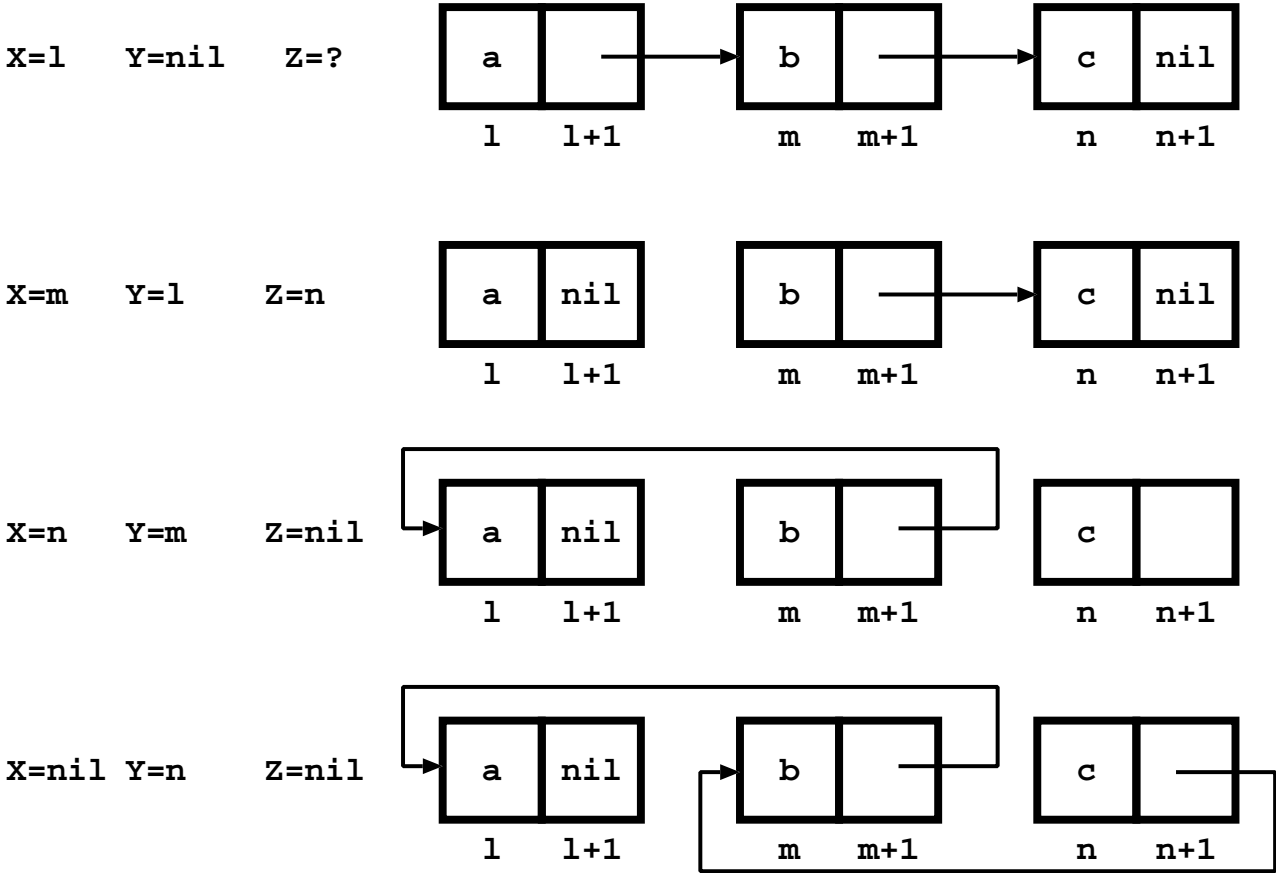 X=l Y=nil Z=? a b c nil
l l+1 m m+1 n n+1
X=m Y=l Z=n a nil b c nil
l l+1 m m+1 n n+1
X=n Y=m Z=nil a nil b c
l l+1 m m+1 n n+1
X=nil Y=n Z=nil a nil b c
l l+1 m m+1 n n+1